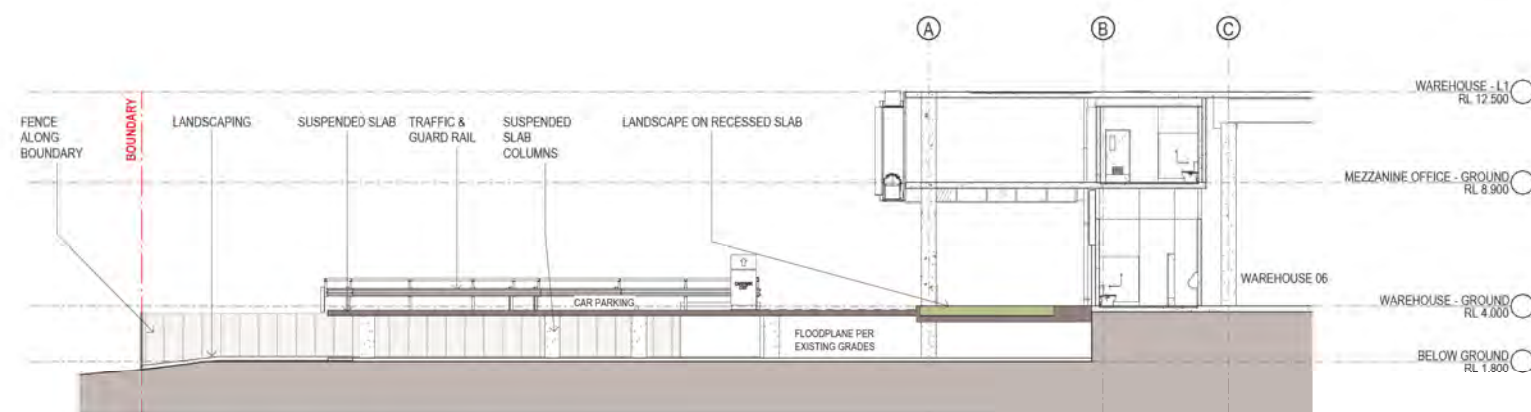 A
B
C
WAREHOUSE - L1
RL 12.500
FENCE
ALONG
BOUNDARY
BOUNDARY
LANDSCAPING
SUSPENDED SLAB
TRAFFIC &
GUARD RAIL
SUSPENDED
SLAB
COLUMNS
LANDSCAPE ON RECESSED SLAB
MEZZANINE OFFICE - GROUND
RL 8.900
WAREHOUSE 06
CAR PARKING
WAREHOUSE - GROUND
RL 4.000
FLOODPLANE PER
EXISTING GRADES
BELOW GROUND
RL 1.800